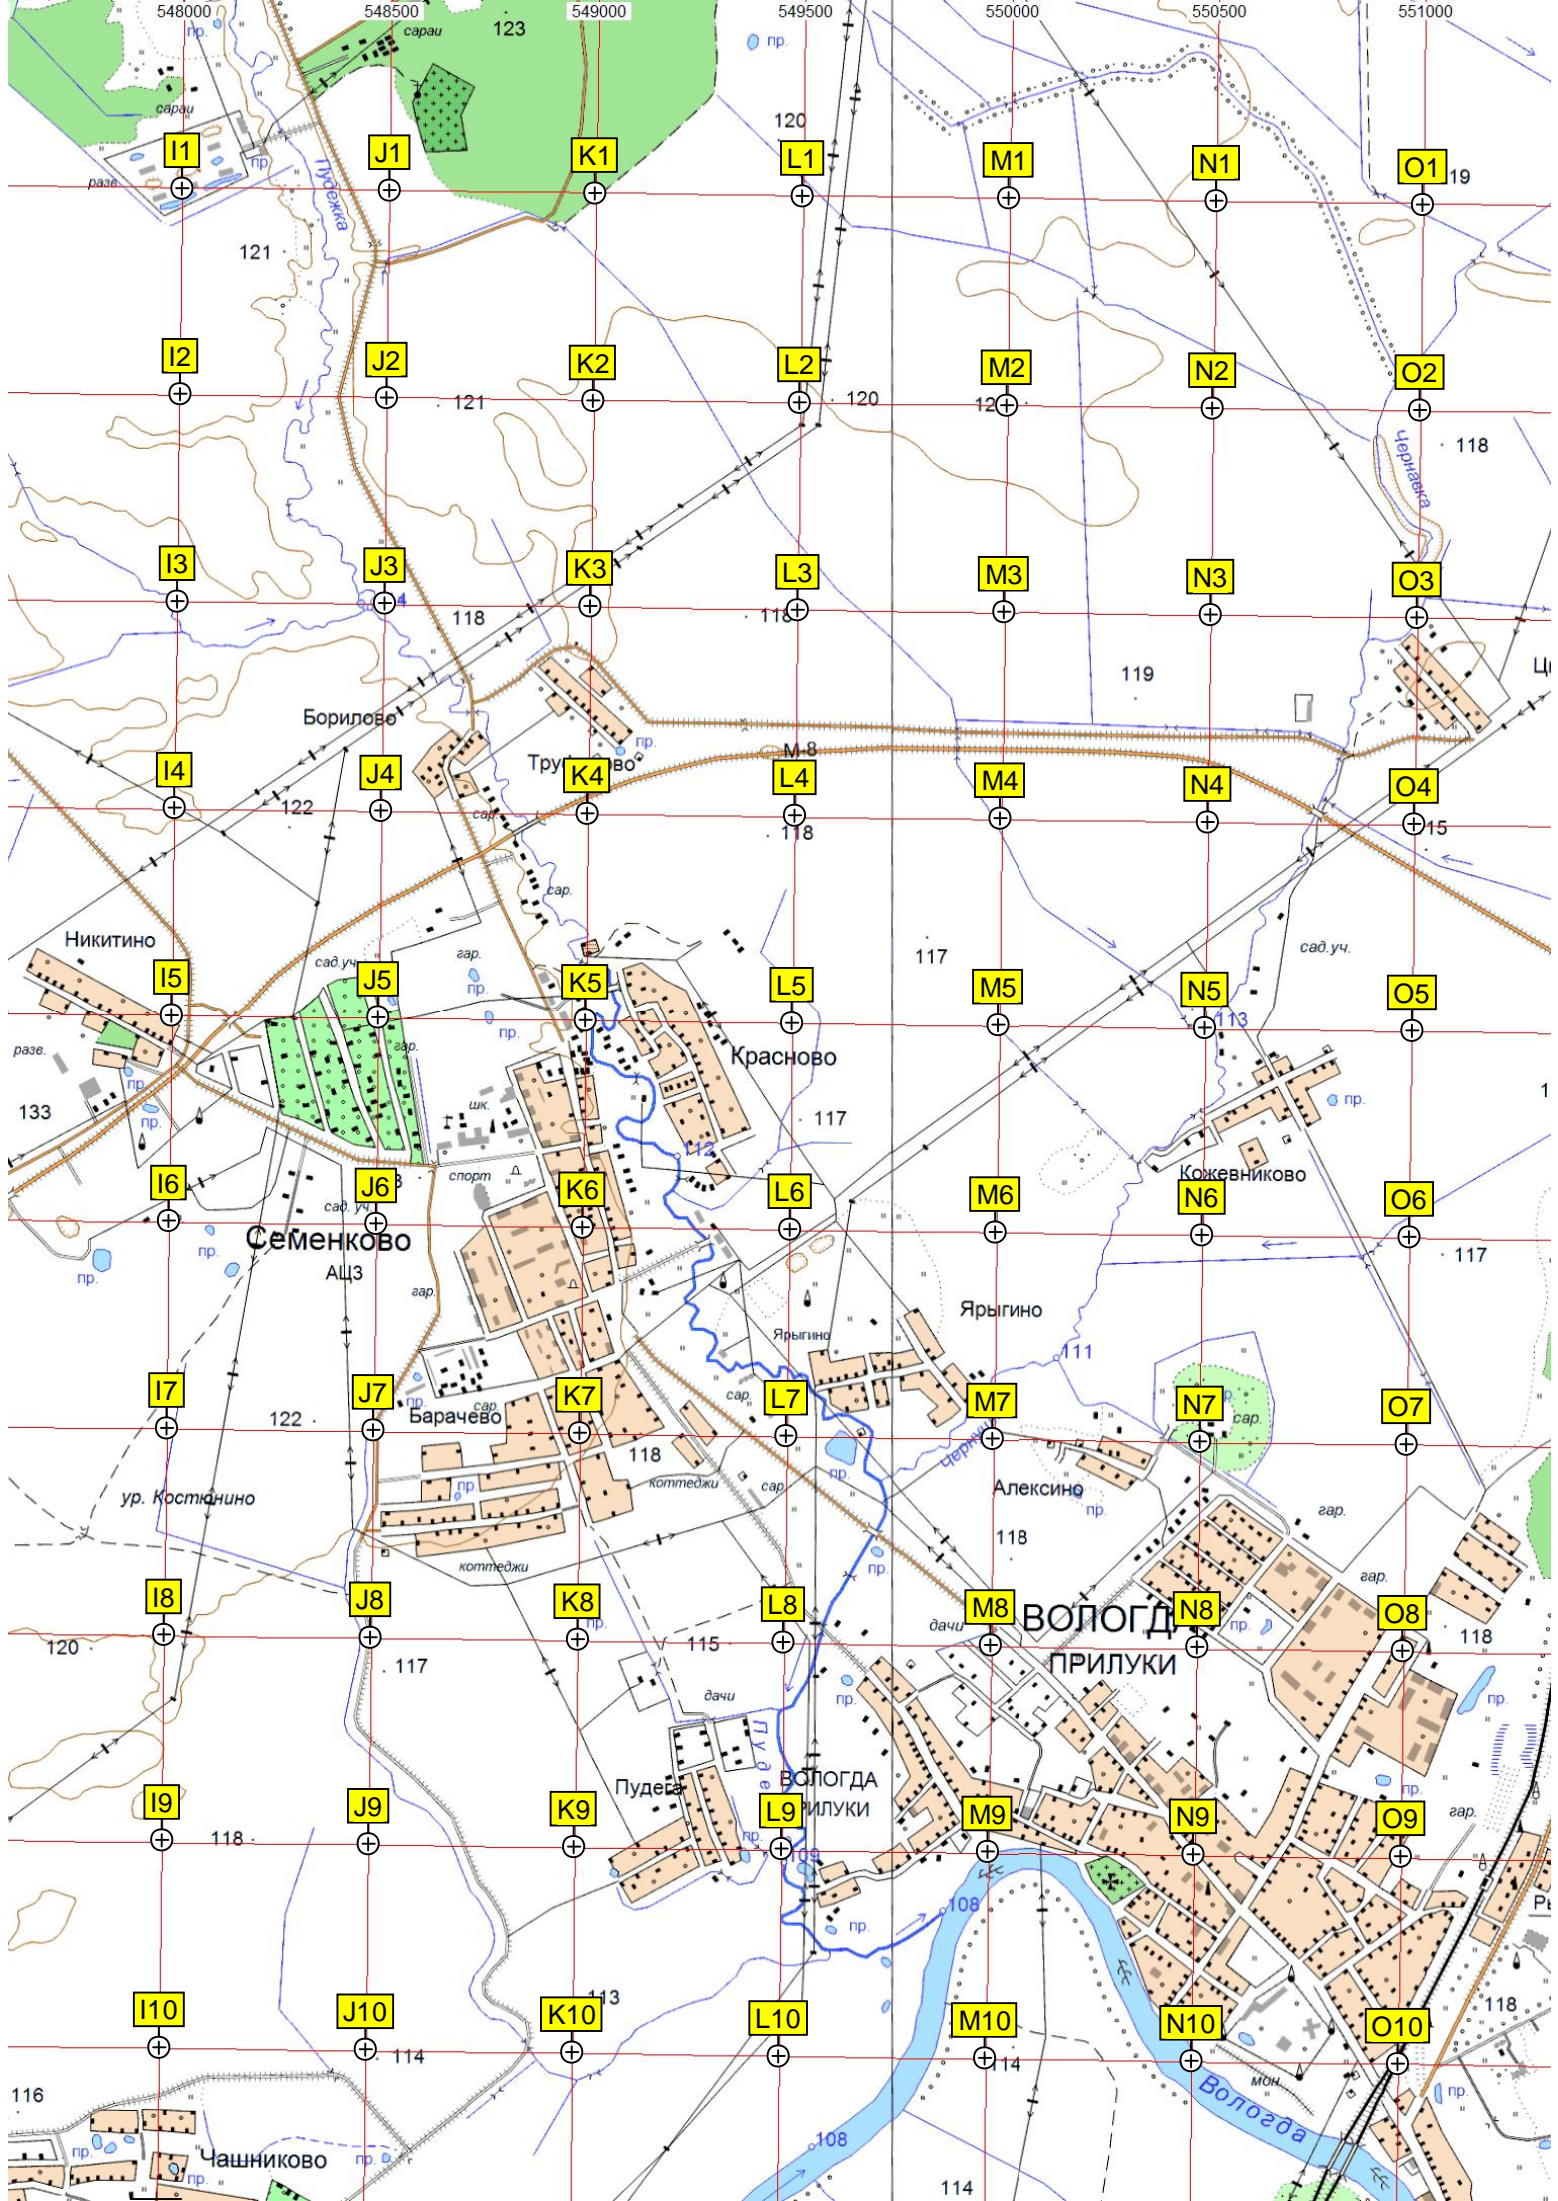 548000 548500 549000 549500 550000 550500 551000
пр.
сараи
123
пр.
сараи
120
I1 J1 K1 L1 M1 N1 O1
разв.
пр
Пудежка
121
I2 J2 K2 L2 M2 N2 O2
121
120
118
Чернавка
I3 J3 K3 L3 M3 N3 O3
4
118
118
119
Борилово
пр.
М-8
I4 J4 K4 L4 M4 N4 O4
122
сар.
118
15
сар.
Никитино
гар.
сад.уч.
117
сад.уч.
I5 J5 K5 L5 M5 N5 O5
пр.
пр.
113
разв.
гар.
Красново
133
пр.
пр.
шк.
117
пр.
112
спорт
Кожевниково
I6 J6 K6 L6 M6 N6 O6
сад. уч.
Семенково
АЦЗ
пр.
пр.
гар.
117
Ярыгино
Ярыгино
111
I7 J7 K7 L7 M7 N7 O7
122
пр.
сар.
Барачево
сар.
сар.
118
пр.
коттеджи
сар.
пр.
Алексино
пр.
ур. Костюнино
гар.
118
коттеджи
пр.
гар.
I8 J8 K8 L8 M8 N8 O8
120
пр.
115
дачи
ПРИЛУКИ
пр.
118
117
дачи
пр.
пр.
Пудега
ВОЛОГДА
пр.
I9 J9 K9 L9 M9 N9 O9
118
гар.
пр.
109
пр.
108
I10 J10 K10 L10 M10 N10 O10
114
118
116
мон.
пр.
Вологда
Чашниково
пр.
пр.
пр.
108
114